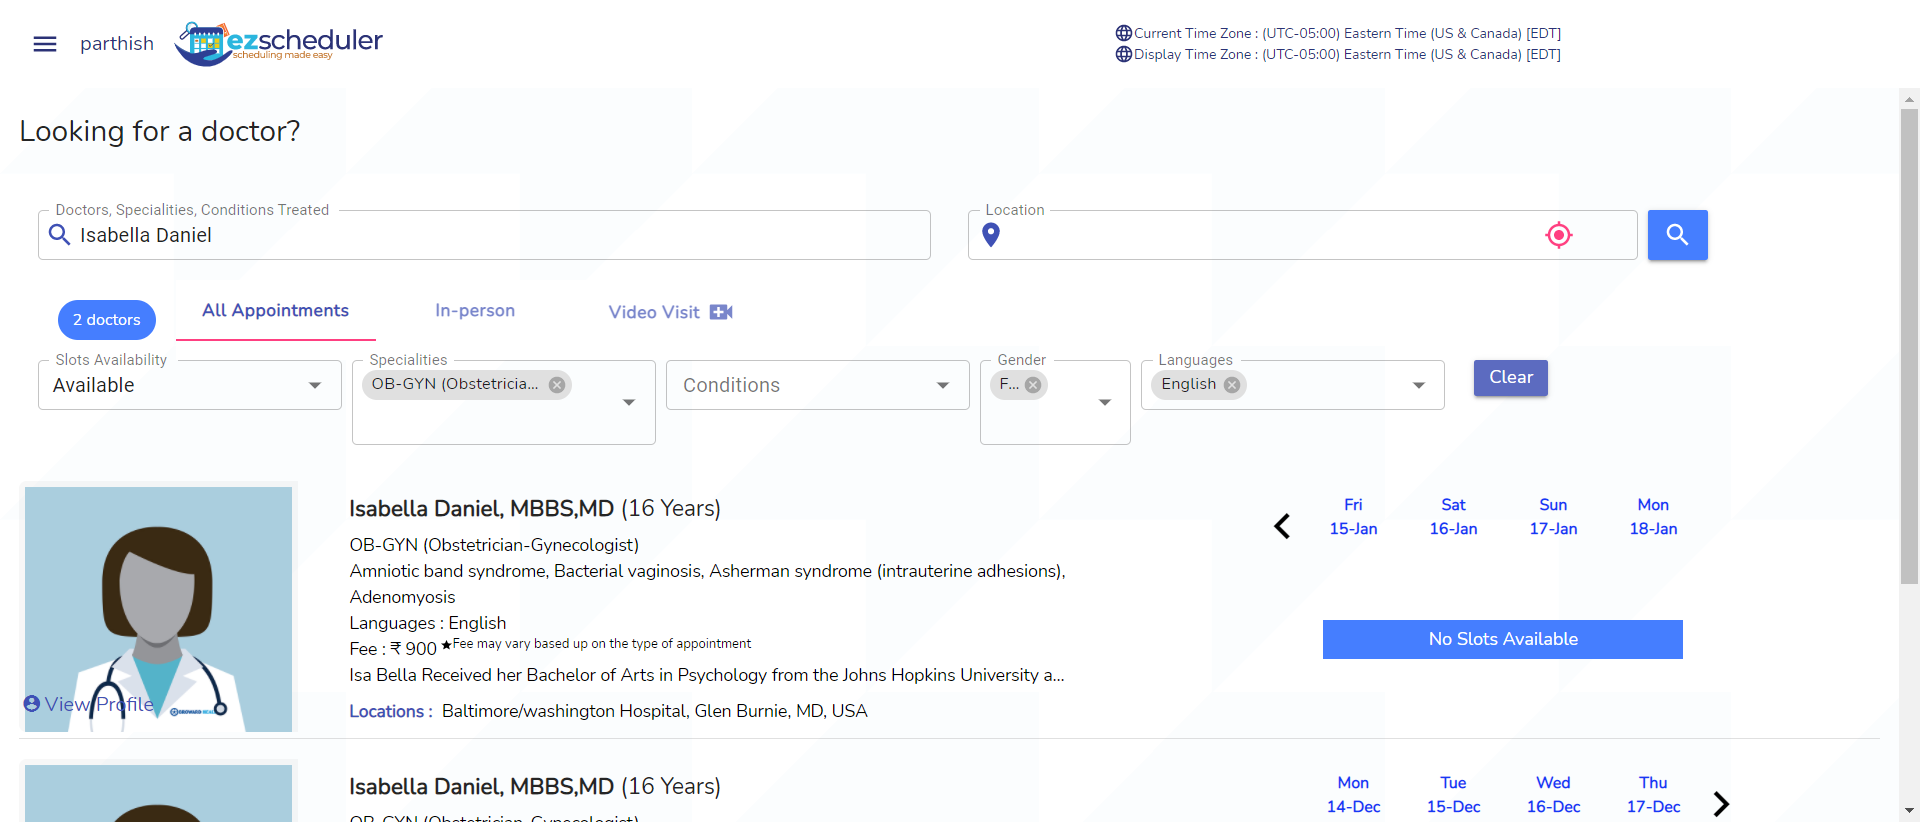 parthish
ezscheduler
scheduling made easy
Current Time Zone : (UTC-05:00) Eastern Time (US & Canada) [EDT]
Display Time Zone : (UTC-05:00) Eastern Time (US & Canada) [EDT]
Looking for a doctor?
Doctors, Specialities, Conditions Treated
Isabella Daniel
Location
2 doctors
All Appointments
In-person
Video Visit
Slots Availability
Available
Specialities
OB-GYN (Obstetricia...
Conditions
Gender
F...
Languages
English
Clear
Isabella Daniel, MBBS,MD (16 Years)
OB-GYN (Obstetrician-Gynecologist)
Amniotic band syndrome, Bacterial vaginosis, Asherman syndrome (intrauterine adhesions),
Adenomyosis
Languages : English
Fee : ₹ 900 ★Fee may vary based up on the type of appointment
Isa Bella Received her Bachelor of Arts in Psychology from the Johns Hopkins University a...
Locations : Baltimore/washington Hospital, Glen Burnie, MD, USA
View Profile
Fri Sat Sun Mon
15-Jan 16-Jan 17-Jan 18-Jan
No Slots Available
Isabella Daniel, MBBS,MD (16 Years)
OB-GYN (Obstetrician-Gynecologist)
Mon Tue Wed Thu
14-Dec 15-Dec 16-Dec 17-Dec